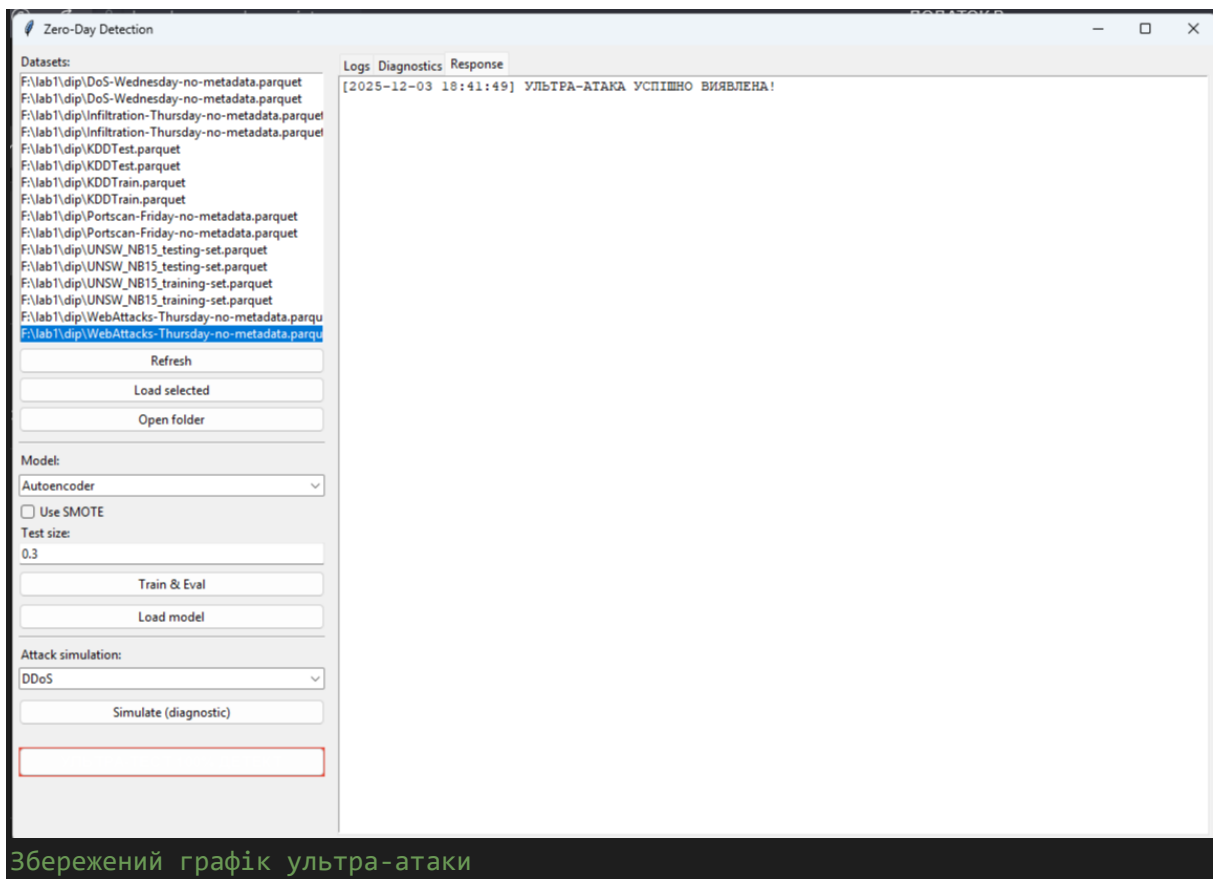 Zero-Day Detection
Datasets:
F:\lab1\dip\DoS-Wednesday-no-metadata.parquet
F:\lab1\dip\DoS-Wednesday-no-metadata.parquet
F:\lab1\dip\Infiltration-Thursday-no-metadata.parquet
F:\lab1\dip\Infiltration-Thursday-no-metadata.parquet
F:\lab1\dip\KDDTest.parquet
F:\lab1\dip\KDDTest.parquet
F:\lab1\dip\KDDTrain.parquet
F:\lab1\dip\KDDTrain.parquet
F:\lab1\dip\Portscan-Friday-no-metadata.parquet
F:\lab1\dip\Portscan-Friday-no-metadata.parquet
F:\lab1\dip\UNSW_NB15_testing-set.parquet
F:\lab1\dip\UNSW_NB15_testing-set.parquet
F:\lab1\dip\UNSW_NB15_training-set.parquet
F:\lab1\dip\UNSW_NB15_training-set.parquet
F:\lab1\dip\WebAttacks-Thursday-no-metadata.parqu
F:\lab1\dip\WebAttacks-Thursday-no-metadata.parqu
Refresh
Load selected
Open folder
Model:
Autoencoder
Use SMOTE
Test size:
0.3
Train & Eval
Load model
Attack simulation:
DDoS
Simulate (diagnostic)
Logs Diagnostics Response
[2025-12-03 18:41:49] УЛЬТРА-АТАКА УСПІШНО ВИЯВЛЕНА!
Збережений графік ультра-атаки